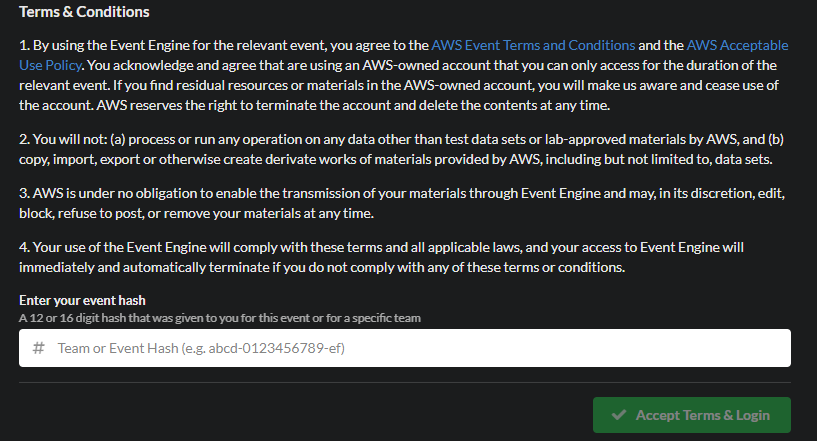 Terms & Conditions
1. By using the Event Engine for the relevant event, you agree to the AWS Event Terms and Conditions and the AWS Acceptable
Use Policy. You acknowledge and agree that are using an AWS-owned account that you can only access for the duration of the
relevant event. If you find residual resources or materials in the AWS-owned account, you will make us aware and cease use of
the account. AWS reserves the right to terminate the account and delete the contents at any time.
2. You will not: (a) process or run any operation on any data other than test data sets or lab-approved materials by AWS, and (b)
copy, import, export or otherwise create derivate works of materials provided by AWS, including but not limited to, data sets.
3. AWS is under no obligation to enable the transmission of your materials through Event Engine and may, in its discretion, edit,
block, refuse to post, or remove your materials at any time.
4. Your use of the Event Engine will comply with these terms and all applicable laws, and your access to Event Engine will
immediately and automatically terminate if you do not comply with any of these terms or conditions.
Enter your event hash
A 12 or 16 digit hash that was given to you for this event or for a specific team
# Team or Event Hash (e.g. abcd-0123456789-ef)
Accept Terms & Login